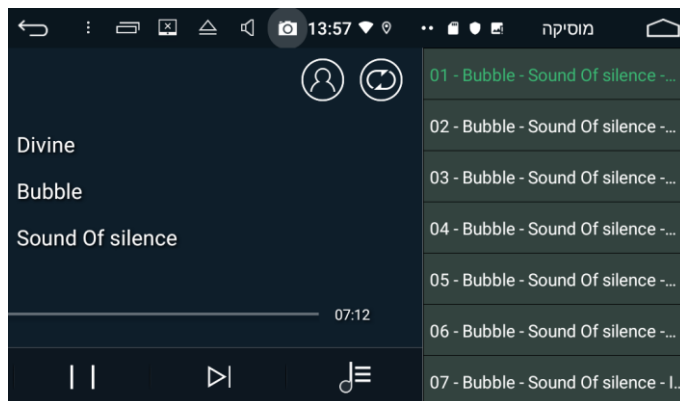 13:57
מוסיקה
Divine
Bubble
Sound Of silence
07:12
01 - Bubble - Sound Of silence -...
02 - Bubble - Sound Of silence -...
03 - Bubble - Sound Of silence -...
04 - Bubble - Sound Of silence -...
05 - Bubble - Sound Of silence -...
06 - Bubble - Sound Of silence -...
07 - Bubble - Sound Of silence - I...